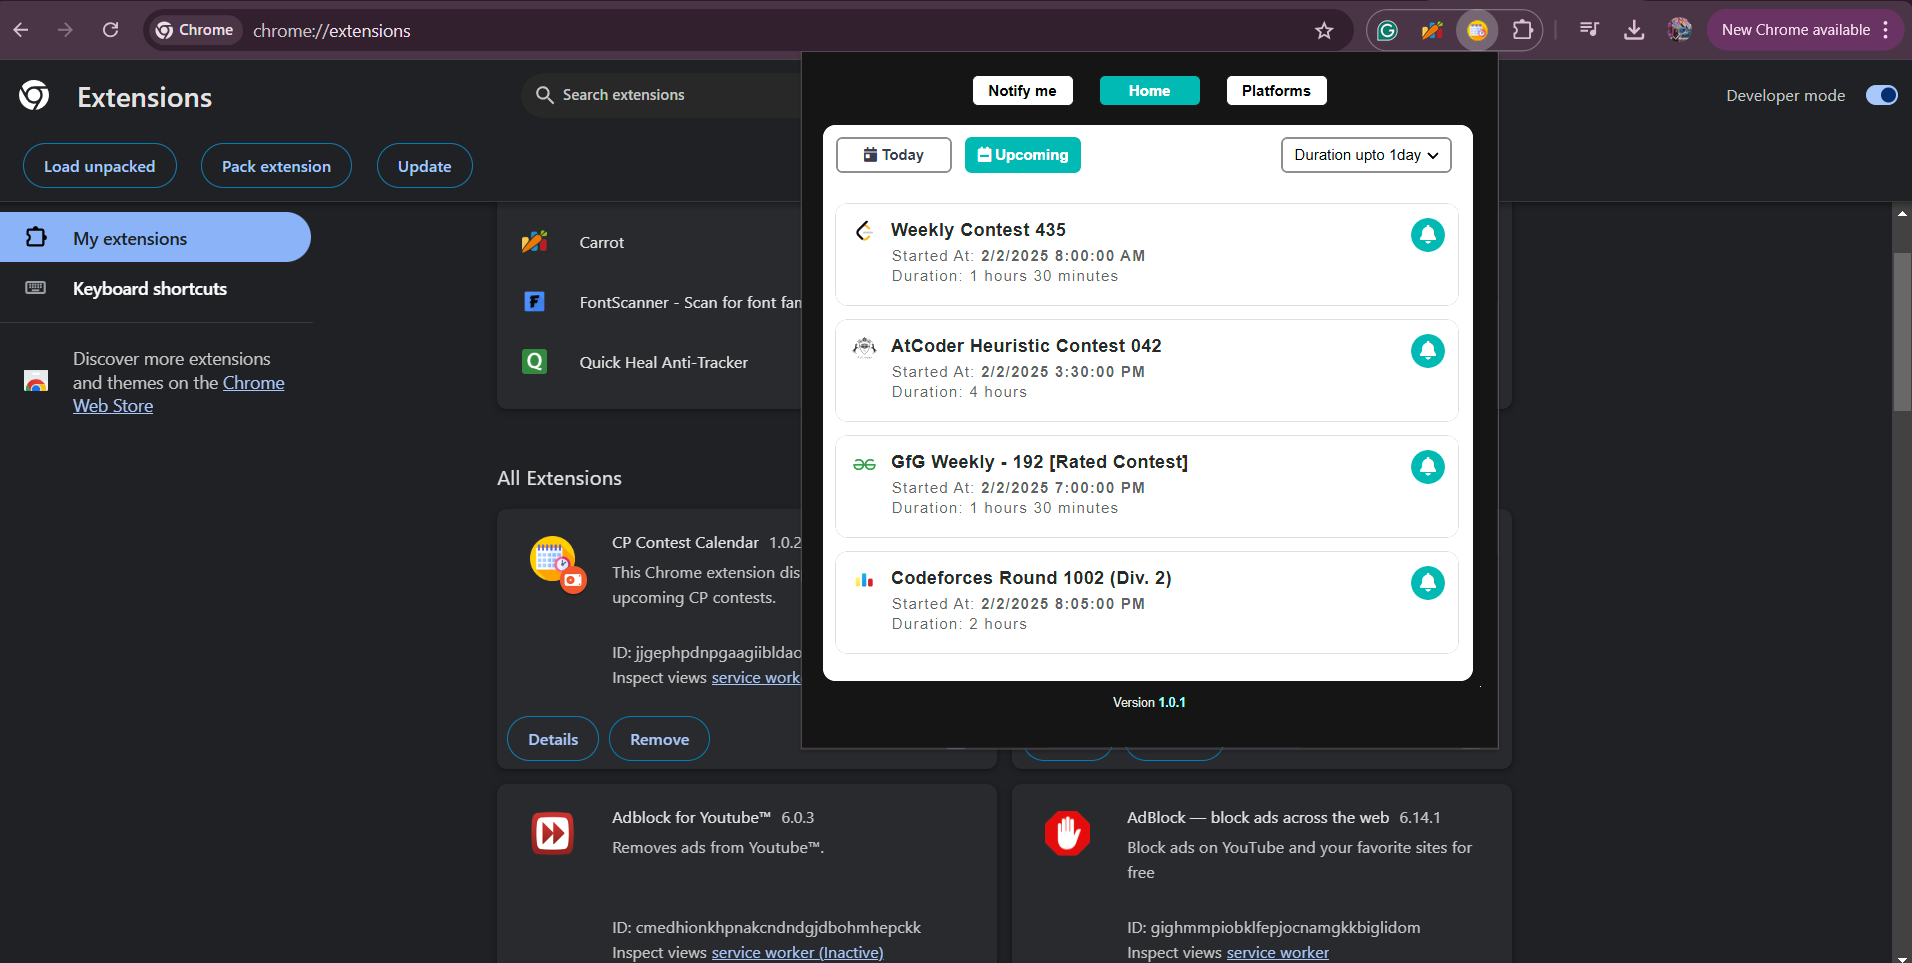 Chrome
chrome://extensions
New Chrome available
Extensions
Search extensions
Developer mode
Load unpacked
Pack extension
Update
My extensions
Keyboard shortcuts
Discover more extensions
and themes on the Chrome
Web Store
Carrot
FontScanner - Scan for font fan
Quick Heal Anti-Tracker
All Extensions
CP Contest Calendar 1.0.2
This Chrome extension dis
upcoming CP contests.
ID: jjgephpdnpgaagiibldao
Inspect views service work
Details
Remove
Notify me
Home
Platforms
Today
Upcoming
Duration upto 1day
Weekly Contest 435
Started At: 2/2/2025 8:00:00 AM
Duration: 1 hours 30 minutes
AtCoder Heuristic Contest 042
Started At: 2/2/2025 3:30:00 PM
Duration: 4 hours
GfG Weekly - 192 [Rated Contest]
Started At: 2/2/2025 7:00:00 PM
Duration: 1 hours 30 minutes
Codeforces Round 1002 (Div. 2)
Started At: 2/2/2025 8:05:00 PM
Duration: 2 hours
Version 1.0.1
Adblock for Youtube™ 6.0.3
Removes ads from Youtube™.
ID: cmedhionkhpnakcndndgjdbohmhepckk
Inspect views service worker (Inactive)
AdBlock — block ads across the web 6.14.1
Block ads on YouTube and your favorite sites for
free
ID: gighmmpiobklfepjocnamgkkbiglidom
Inspect views service worker